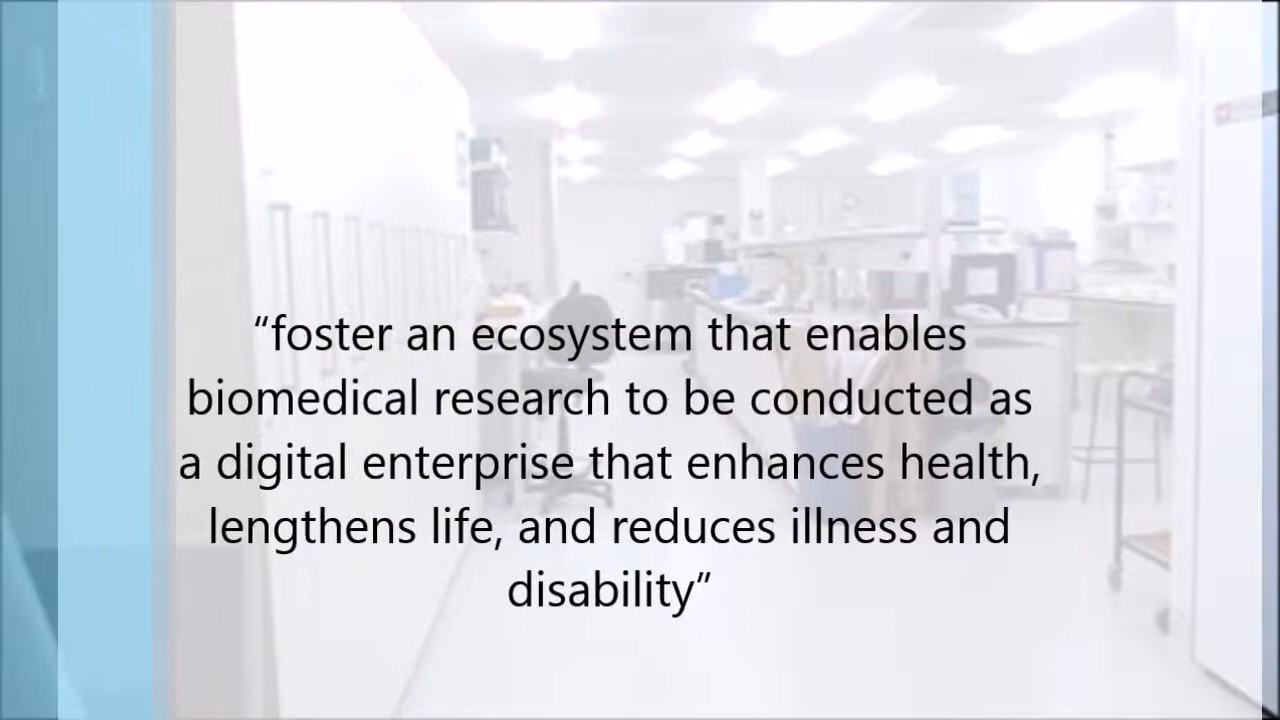 “foster an ecosystem that enables
biomedical research to be conducted as
a digital enterprise that enhances health,
lengthens life, and reduces illness and
disability”